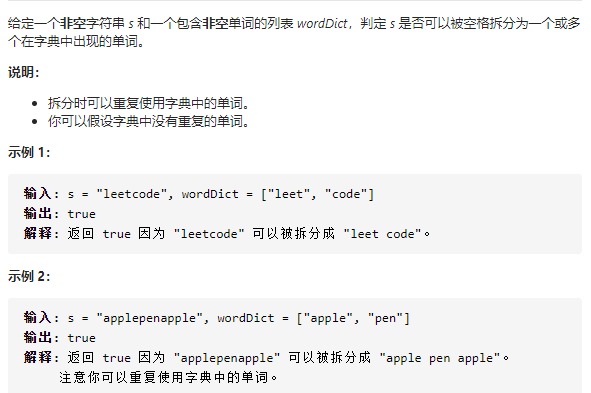 给定一个非空字符串 s 和一个包含非空单词的列表 wordDict，判定 s 是否可以被空格拆分为一个或多
个在字典中出现的单词。
说明：
• 拆分时可以重复使用字典中的单词。
• 你可以假设字典中没有重复的单词。
示例 1：
输入: s = "leetcode", wordDict = ["leet", "code"]
输出: true
解释: 返回 true 因为 "leetcode" 可以被拆分成 "leet code"。
示例 2：
输入: s = "applepenapple", wordDict = ["apple", "pen"]
输出: true
解释: 返回 true 因为 "applepenapple" 可以被拆分成 "apple pen apple"。
注意你可以重复使用字典中的单词。